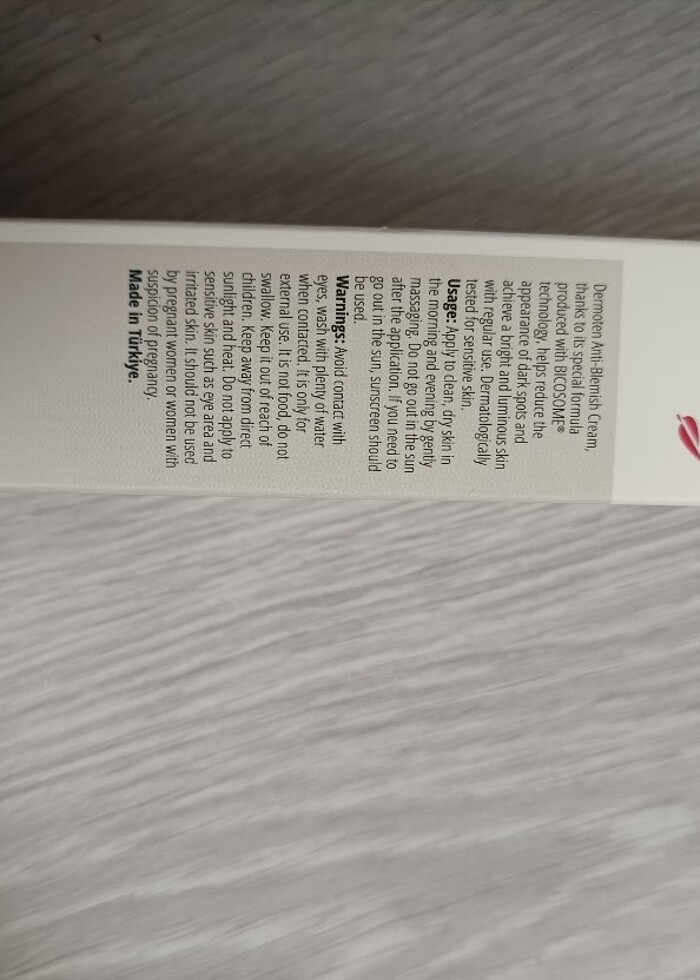 Dermoten Anti-Blemish Cream,
thanks to its special formula
produced with BICOSOME®
technology, helps reduce the
appearance of dark spots and
achieve a bright and luminous skin
with regular use. Dermatologically
tested for sensitive skin.
Usage: Apply to clean, dry skin in
the morning and evening by gently
massaging. Do not go out in the sun
after the application. If you need to
go out in the sun, sunscreen should
be used.
Warnings: Avoid contact with
eyes, wash with plenty of water
when contacted. It is only for
external use. It is not food, do not
swallow. Keep it out of reach of
children. Keep away from direct
sunlight and heat. Do not apply to
sensitive skin such as eye area and
irritated skin. It should not be used
by pregnant women or women with
suspicion of pregnancy.
Made in Türkiye.